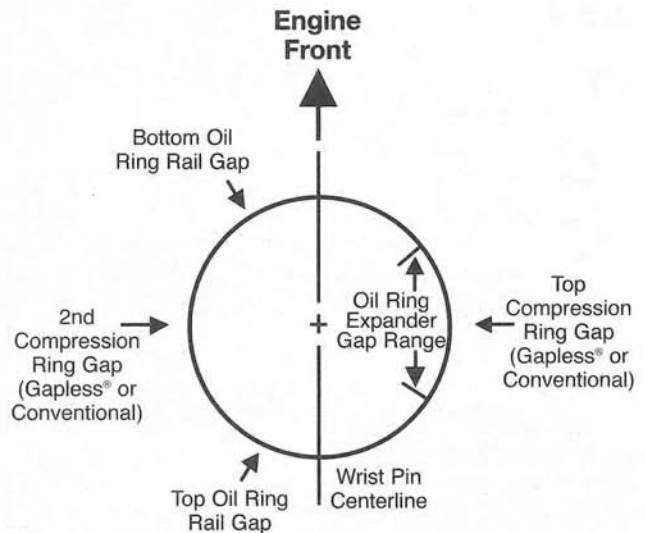 Engine
Front
Bottom Oil
Ring Rail Gap
2nd
Compression
Ring Gap
(Gapless® or
Conventional)
Oil Ring
Expander
Gap Range
Top
Compression
Ring Gap
(Gapless® or
Conventional)
Top Oil Ring
Rail Gap
Wrist Pin
Centerline